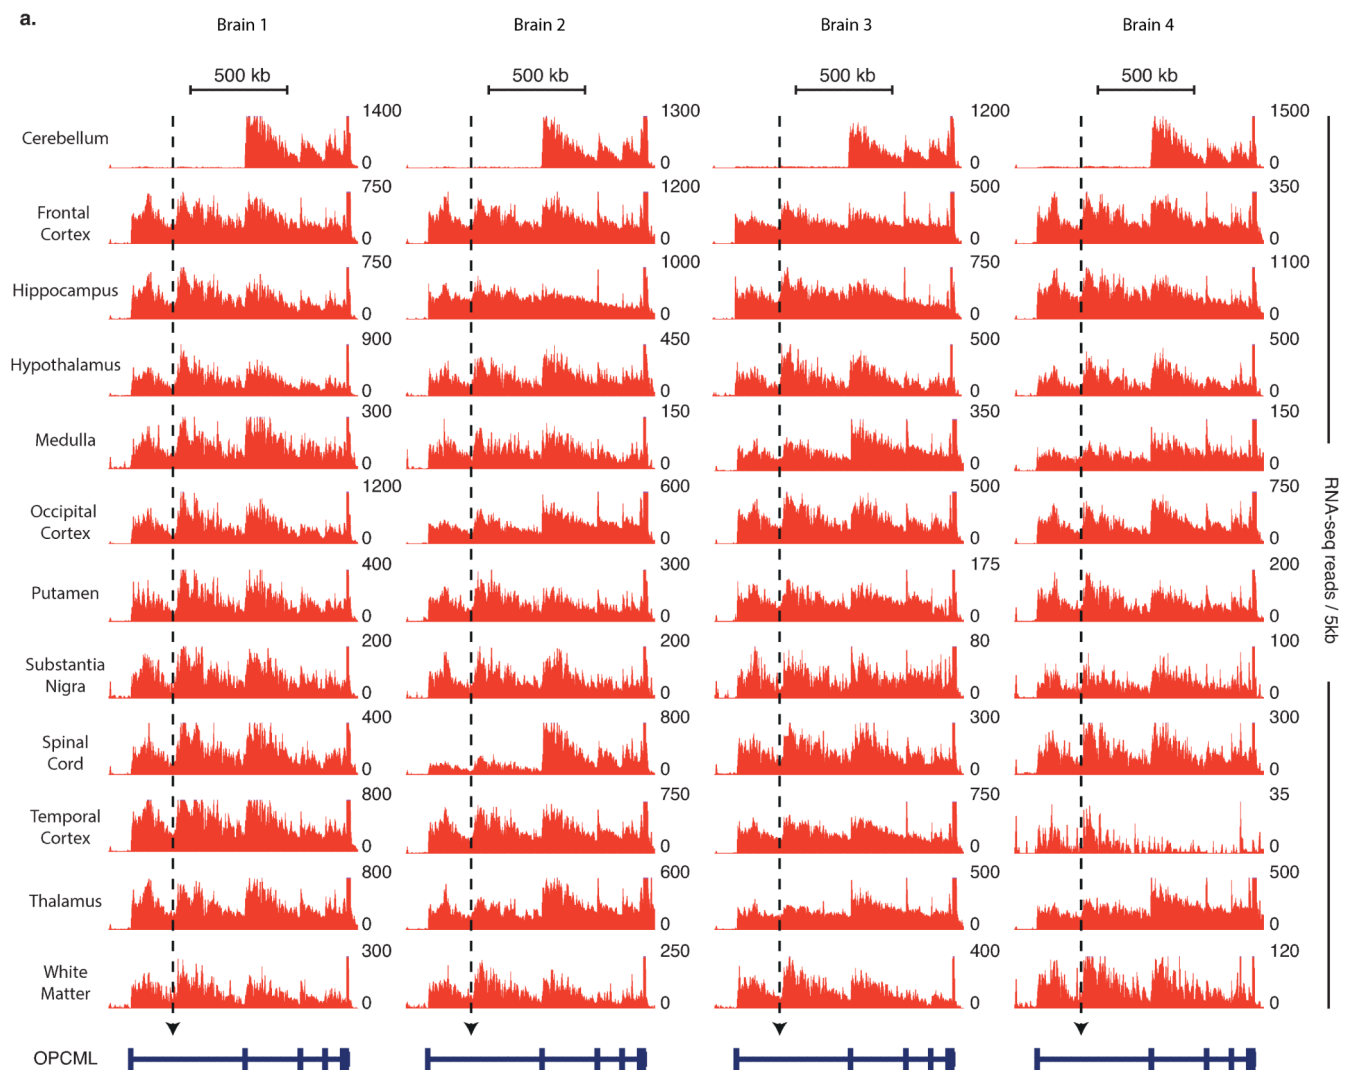 a.
Brain 1 Brain 2 Brain 3 Brain 4
500 kb 500 kb 500 kb 500 kb
Cerebellum 1400 0 1300 0 1200 0 1500 0
Frontal
Cortex 750 0 1200 0 500 0 350 0
Hippocampus 750 0 1000 0 750 0 1100 0
Hypothalamus 900 0 450 0 500 0 500 0
Medulla 300 0 150 0 350 0 150 0
Occipital
Cortex 1200 0 600 0 500 0 750 0
Putamen 400 0 300 0 175 0 200 0
Substantia
Nigra 200 0 200 0 80 0 100 0
Spinal
Cord 400 0 800 0 300 0 300 0
Temporal
Cortex 800 0 750 0 750 0 35 0
Thalamus 800 0 600 0 500 0 500 0
White
Matter 300 0 250 0 400 0 120 0
OPCML
RNA-seq reads / 5kb